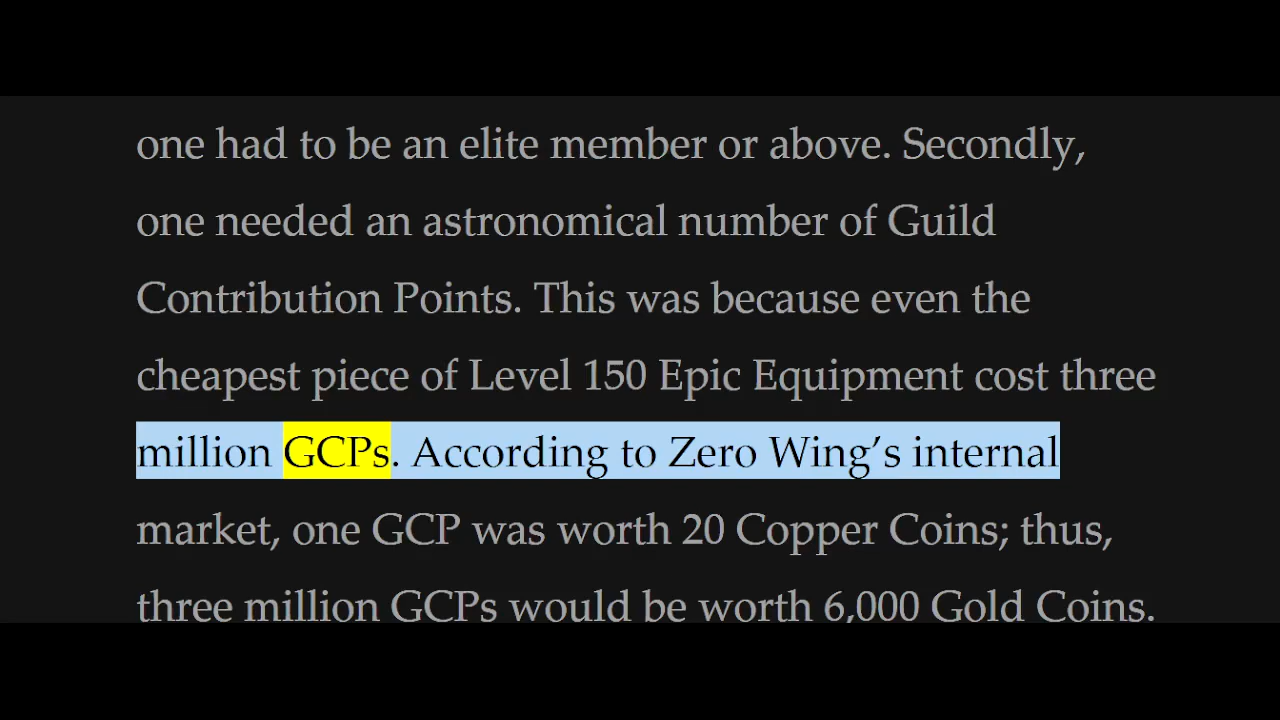 one had to be an elite member or above. Secondly,
one needed an astronomical number of Guild
Contribution Points. This was because even the
cheapest piece of Level 150 Epic Equipment cost three
million GCPs. According to Zero Wing’s internal
market, one GCP was worth 20 Copper Coins; thus,
three million GCPs would be worth 6,000 Gold Coins.